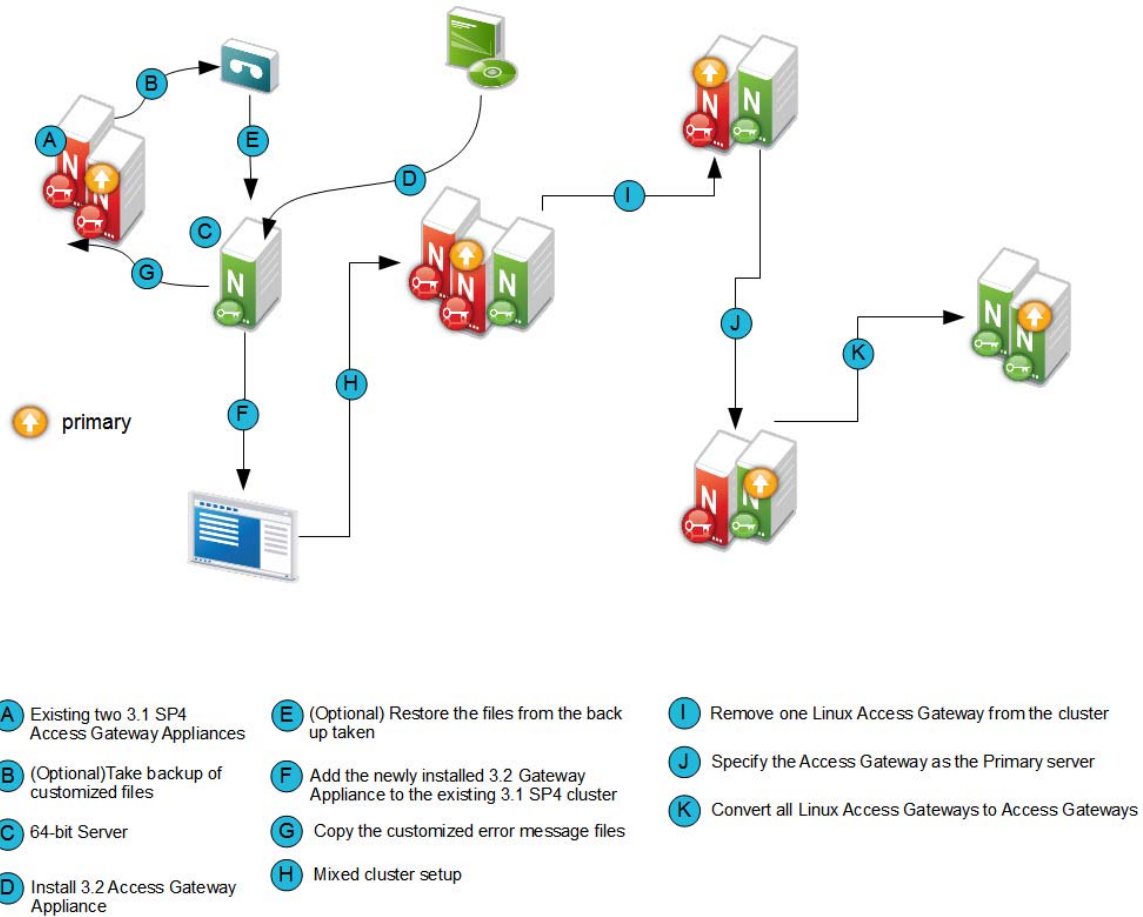 B
A
E
D
C
N
N
N
G
I
N
N
N
N
N
H
F
J
K
N
N
N
N
primary
A Existing two 3.1 SP4
Access Gateway Appliances
B (Optional)Take backup of
customized files
C 64-bit Server
D Install 3.2 Access Gateway
Appliance
E (Optional) Restore the files from the back
up taken
F Add the newly installed 3.2 Gateway
Appliance to the existing 3.1 SP4 cluster
G Copy the customized error message files
H Mixed cluster setup
I Remove one Linux Access Gateway from the cluster
J Specify the Access Gateway as the Primary server
K Convert all Linux Access Gateways to Access Gateways